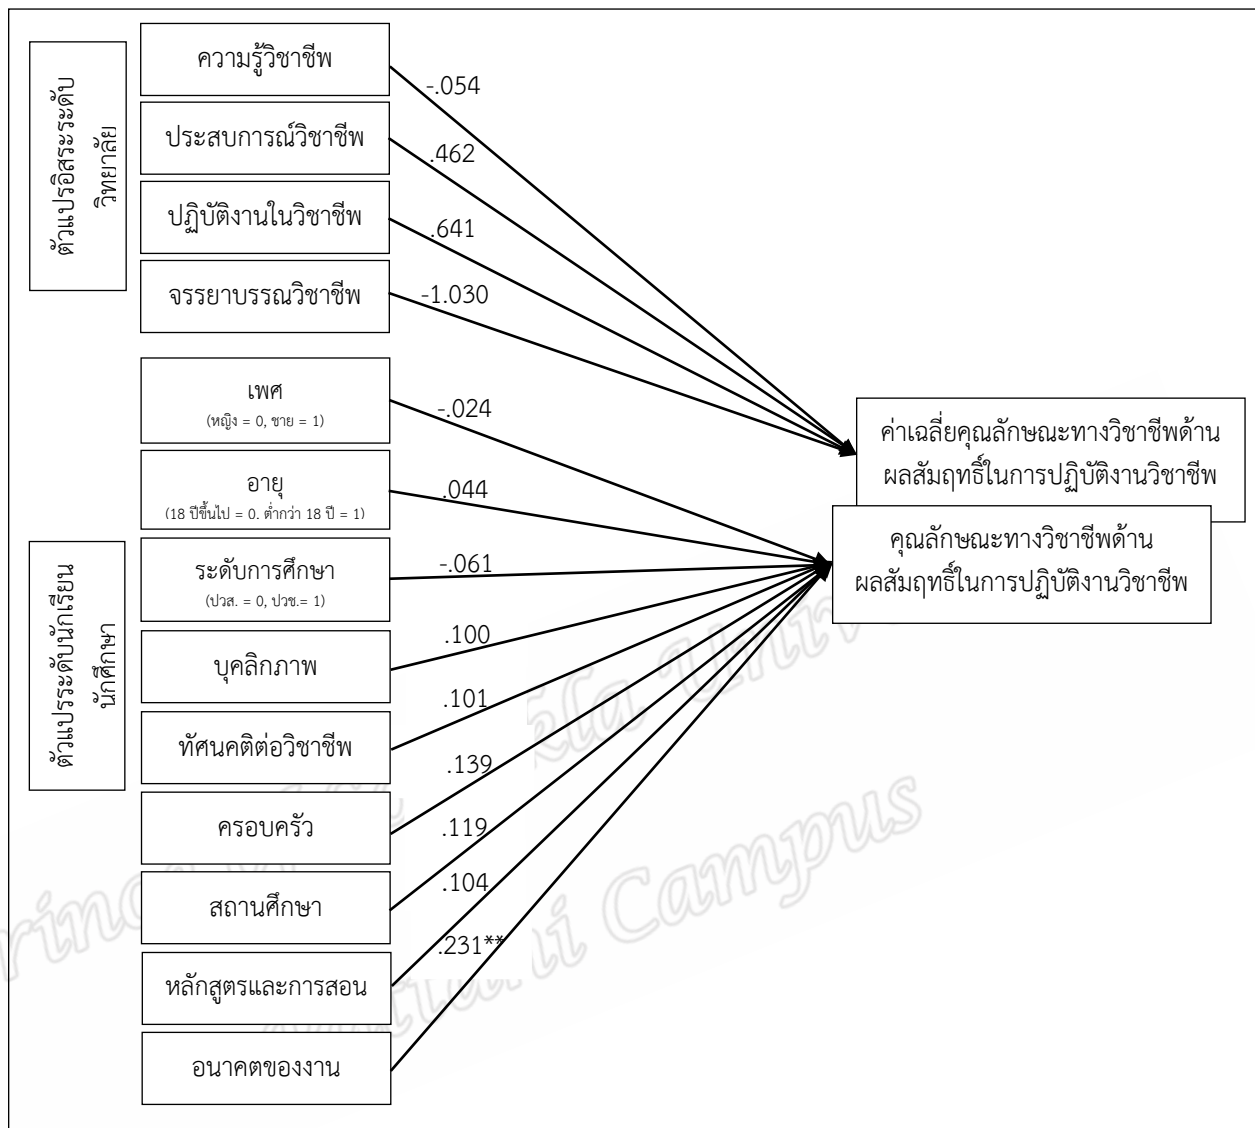 ตัวแปรอิสระระดับ
วิทยาลัย
ความรู้วิชาชีพ
-.054
ประสบการณ์วิชาชีพ
.462
ปฏิบัติงานในวิชาชีพ
.641
จรรยาบรรณวิชาชีพ
-1.030
ตัวแปรระดับนักเรียน
นักศึกษา
เพศ
(หญิง = 0, ชาย = 1)
-.024
อายุ
(18 ปีขึ้นไป = 0. ต่ำกว่า 18 ปี = 1)
.044
ระดับการศึกษา
(ปวส. = 0, ปวช.= 1)
-.061
บุคลิกภาพ
.100
ทัศนคติต่อวิชาชีพ
.101
ครอบครัว
.139
สถานศึกษา
.119
หลักสูตรและการสอน
.104
อนาคตของงาน
.231**
ค่าเฉลี่ยคุณลักษณะทางวิชาชีพด้าน
ผลสัมฤทธิ์ในการปฏิบัติงานวิชาชีพ
คุณลักษณะทางวิชาชีพด้าน
ผลสัมฤทธิ์ในการปฏิบัติงานวิชาชีพ
Campus